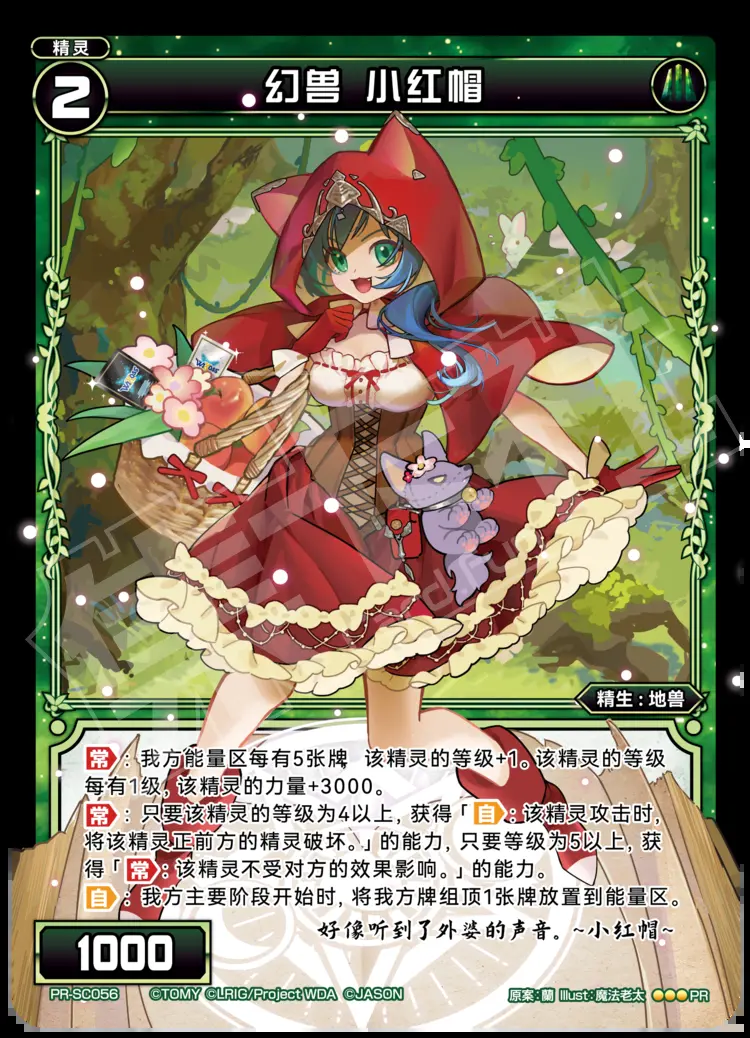 精灵
2
幻兽 小红帽
精生：地兽
常：我方能量区每有5张牌 该精灵的等级+1。该精灵的等级
每有1级，该精灵的力量+3000。
常：只要该精灵的等级为4以上，获得「自：该精灵攻击时，
将该精灵正前方的精灵破坏。」的能力，只要等级为5以上，获
得「常：该精灵不受对方的效果影响。」的能力。
自：我方主要阶段开始时，将我方牌组顶1张牌放置到能量区。
好像听到了外婆的声音。~小红帽~
1000
PR-SC056 ©TOMY ©LRIG/Project WDA ©JASON 原案:蘭 Illust:魔法老太 PR